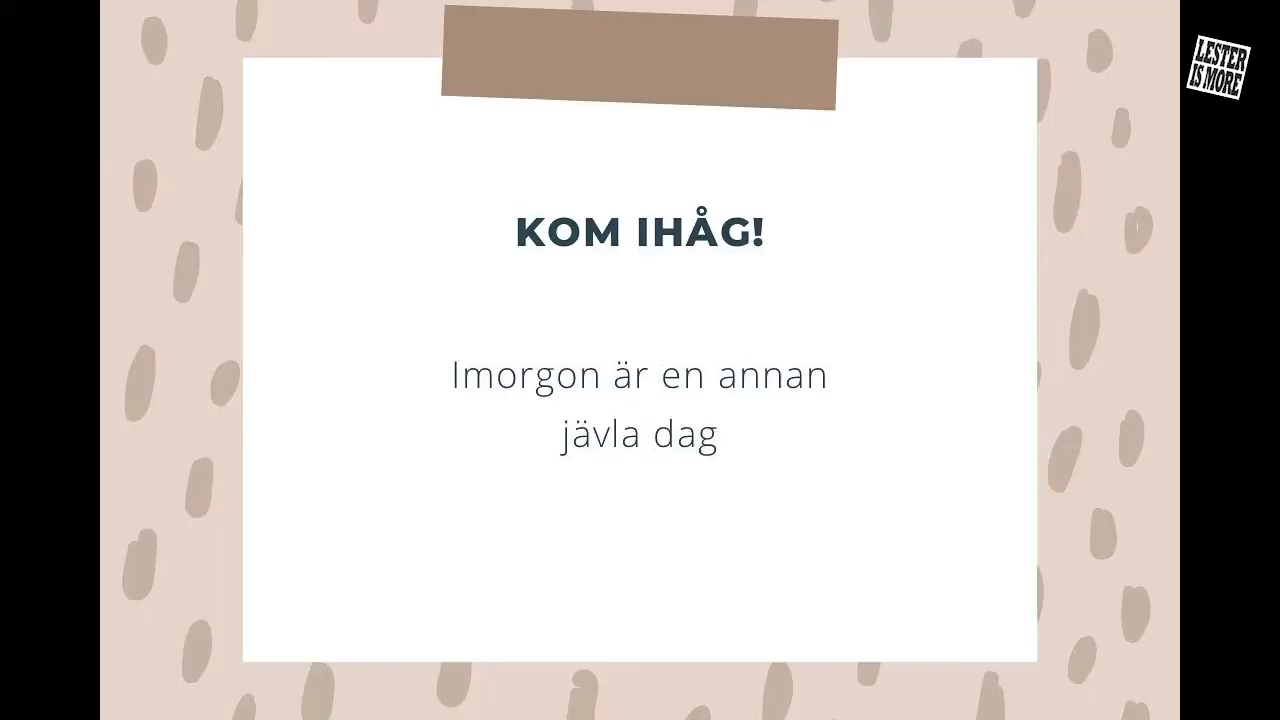 LESTER
IS MORE
KOM IHÅG!
Imorgon är en annan
jävla dag